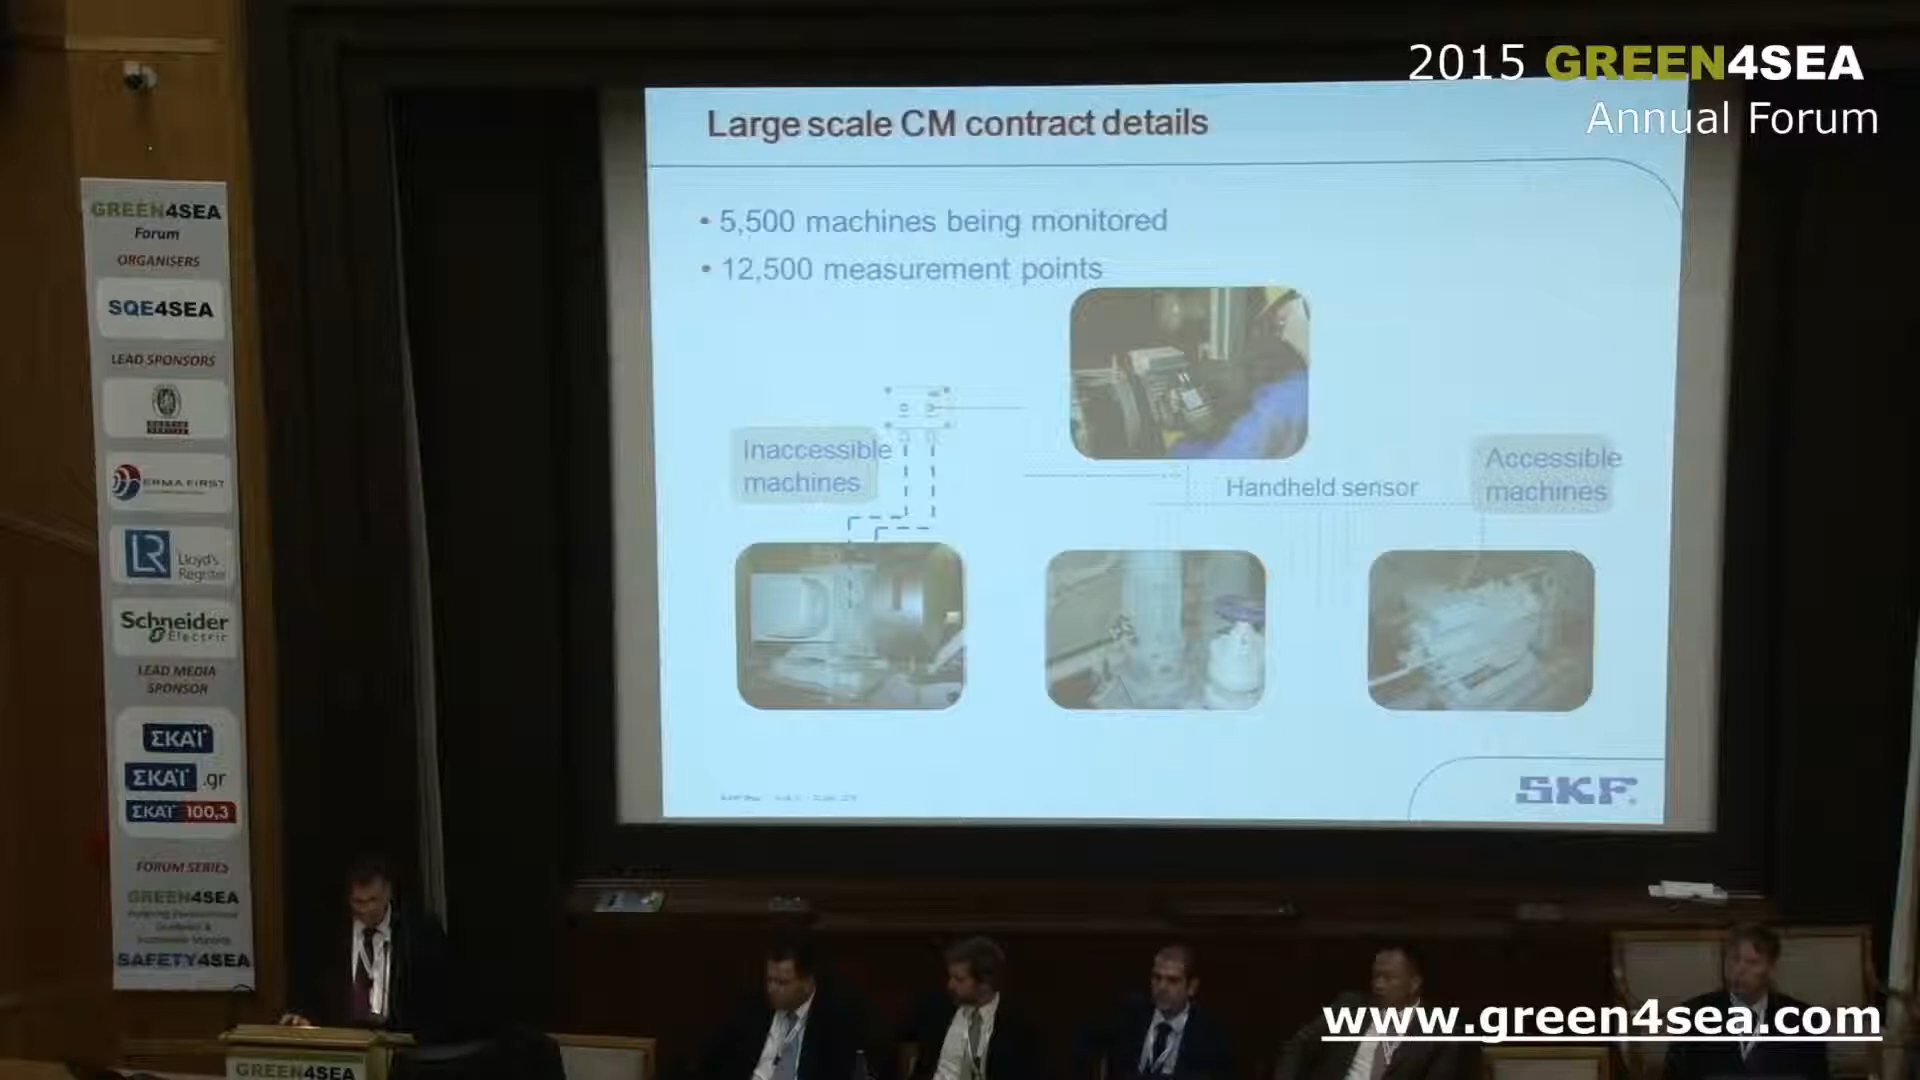 2015 GREEN4SEA
Annual Forum
Large scale CM contract details
• 5,500 machines being monitored
• 12,500 measurement points
Inaccessible
machines
Handheld sensor
Accessible
machines
SKF
GREEN4SEA
Forum
ORGANISERS
SQE4SEA
LEAD SPONSORS
ERMA FIRST
LR
Lloyd's
Register
Schneider
Electric
LEAD MEDIA
SPONSOR
ΣΚΑΪ
ΣΚΑΪ.gr
ΣΚΑΪ 100,3
FORUM SERIES
GREEN4SEA
SAFETY4SEA
GREEN4SEA
www.green4sea.com